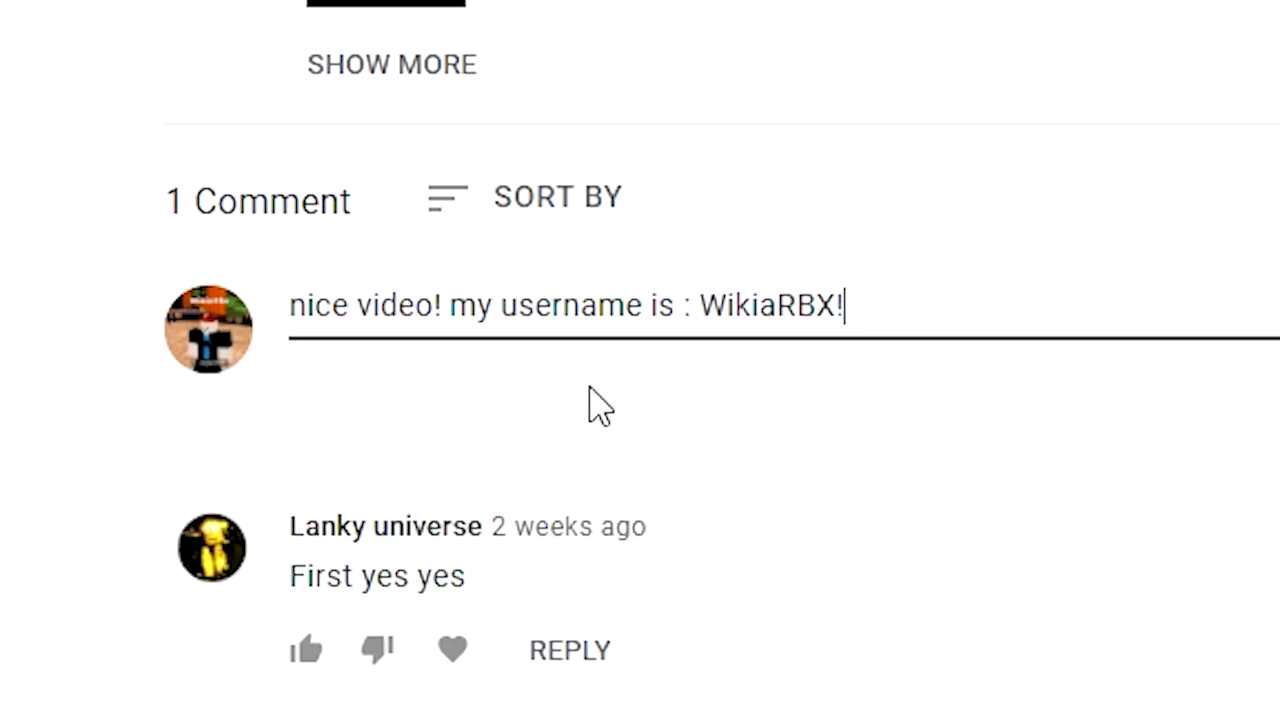 SHOW MORE
1 Comment
SORT BY
nice video! my username is : WikiaRBX!
Lanky universe 2 weeks ago
First yes yes
REPLY